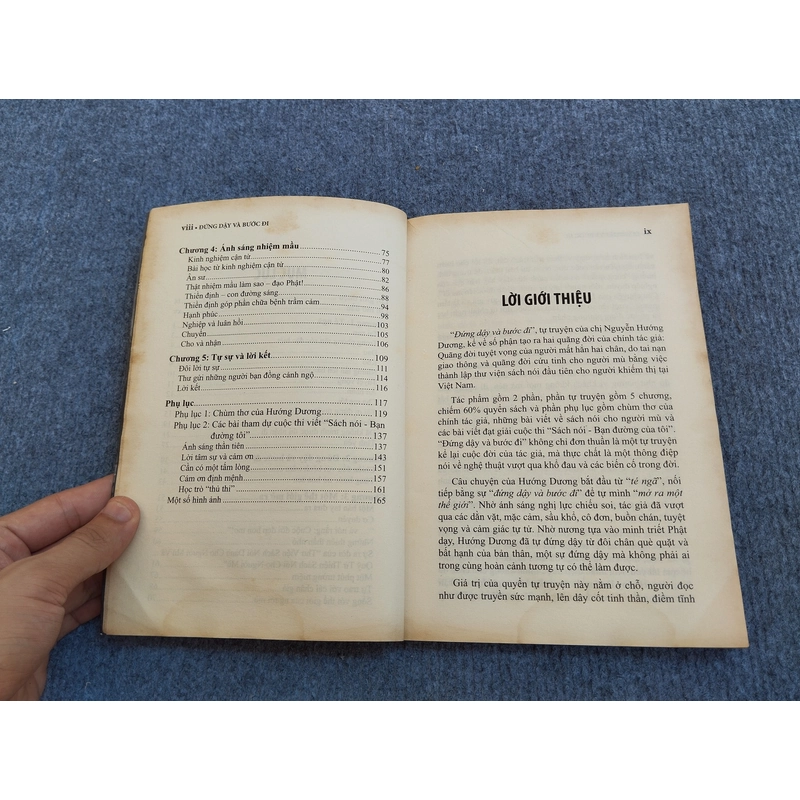 viii • ĐỨNG DẬY VÀ BƯỚC ĐI
Chương 4: Ánh sáng nhiệm mầu.....75
Kinh nghiệm cận tử.....77
Bài học từ kinh nghiệm cận tử.....80
Ân sư.....82
Thật nhiệm mầu làm sao – đạo Phật!.....86
Thiền định – con đường sáng.....88
Thiền định góp phần chữa bệnh trầm cảm.....94
Hạnh phúc.....98
Nghiệp và luân hồi.....103
Chuyển.....105
Cho và nhận.....106
Chương 5: Tự sự và lời kết.....109
Đôi lời tự sự.....111
Thư gửi những người bạn đồng cảnh ngộ.....114
Lời kết.....116
Phụ lục.....117
Phụ lục 1: Chùm thơ của Hướng Dương.....119
Phụ lục 2: Các bài tham dự cuộc thi viết “Sách nói - Bạn
đường tôi”.....137
Ánh sáng thần tiên.....137
Lời tâm sự và cảm ơn.....143
Cần có một tấm lòng.....151
Cám ơn định mệnh.....157
Học trò “thú thí”.....161
Một số hình ảnh.....165
ix
LỜI GIỚI THIỆU
“Đứng dậy và bước đi”, tự truyện của chị Nguyễn Hướng
Dương, kể về số phận tạo ra hai quãng đời của chính tác giả:
Quãng đời tuyệt vọng của người mất hẳn hai chân, do tai nạn
giao thông và quãng đời cứu tinh cho người mù bằng việc
thành lập thư viện sách nói đầu tiên cho người khiếm thị tại
Việt Nam.
Tác phẩm gồm 2 phần, phần tự truyện gồm 5 chương,
chiếm 60% quyển sách và phần phụ lục gồm chùm thơ của
chính tác giả, những bài viết về sách nói cho người mù và
các bài viết đạt giải cuộc thi “Sách nói - Bạn đường của tôi”.
“Đứng dậy và bước đi” không chỉ đơn thuần là một tự truyện
kể lại cuộc đời của tác giả, mà thực chất là một thông điệp
nói về nghệ thuật vượt qua khổ đau và các biến cố trong đời.
Câu chuyện của Hướng Dương bắt đầu từ “té ngã”, nối
tiếp bằng sự “đứng dậy và bước đi” để tự mình “mở ra một
thế giới”. Nhờ ánh sáng nghị lực chiếu soi, tác giả đã vượt
qua các dằn vặt, mặc cảm, sầu khổ, cô đơn, buồn chán, tuyệt
vọng và cảm giác tự tử. Nhờ nương tựa vào minh triết Phật
dạy, Hướng Dương đã tự đứng dậy từ đôi chân què quặt và
bất hạnh của bản thân, một sự đứng dậy mà không phải ai
trong cùng hoàn cảnh tương tự có thể làm được.
Giá trị của quyển tự truyện này nằm ở chỗ, người đọc
như được truyền sức mạnh, lên dây cốt tinh thần, điềm tĩnh